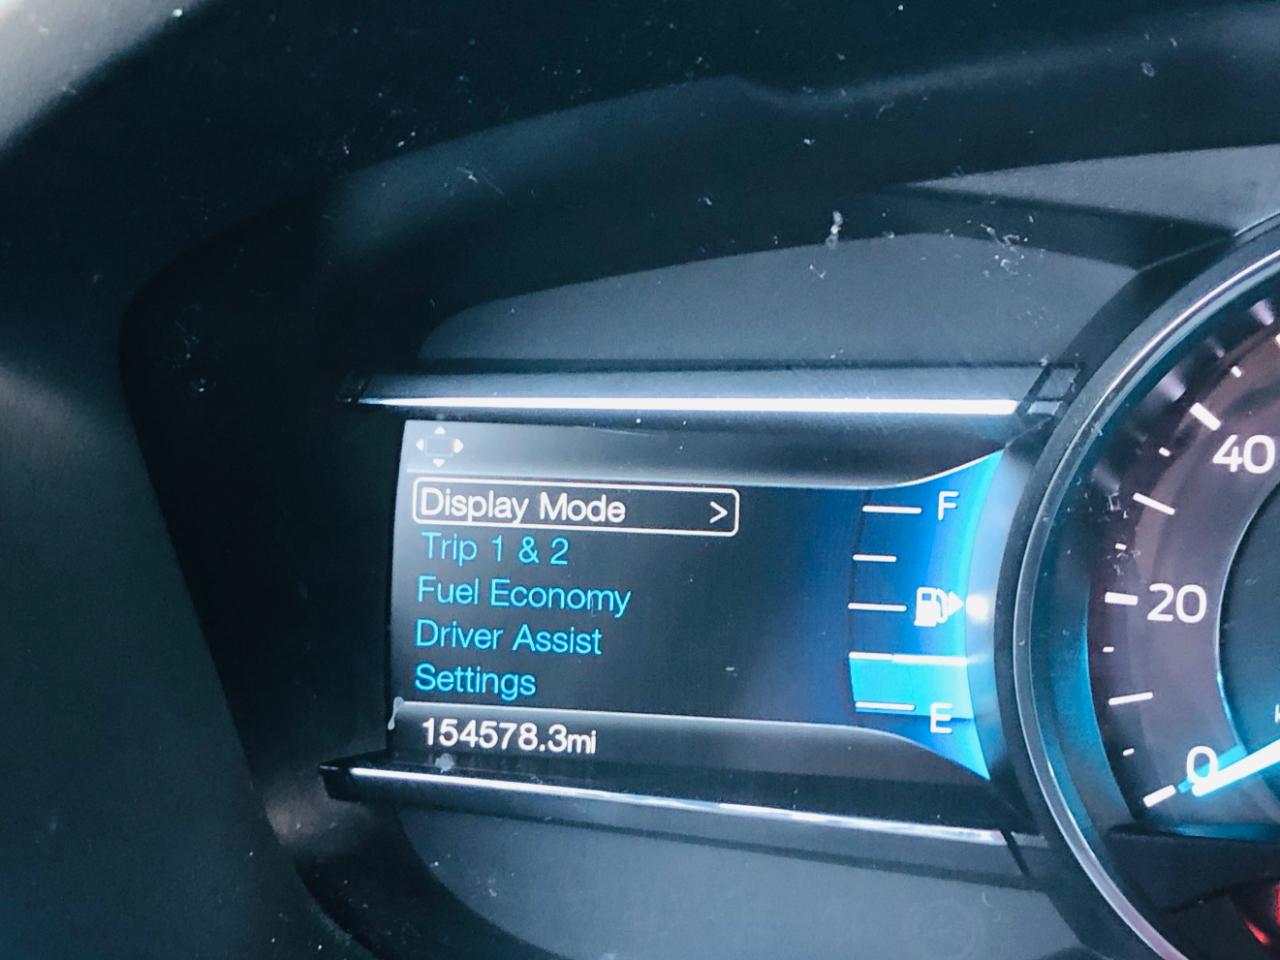 Display Mode >
Trip 1 & 2
Fuel Economy
Driver Assist
Settings
154578.3mi
F
E
40
20
0